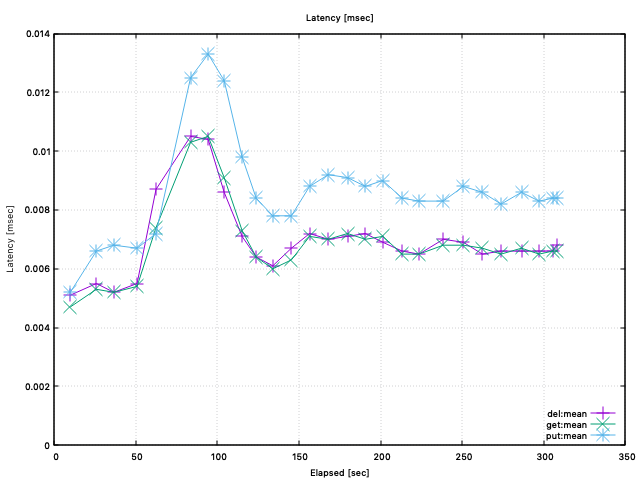 Latency [msec]
0.014
0.012
0.01
0.008
0.006
0.004
0.002
0
Latency [msec]
del:mean
get:mean
put:mean
0 50 100 150 200 250 300 350
Elapsed [sec]